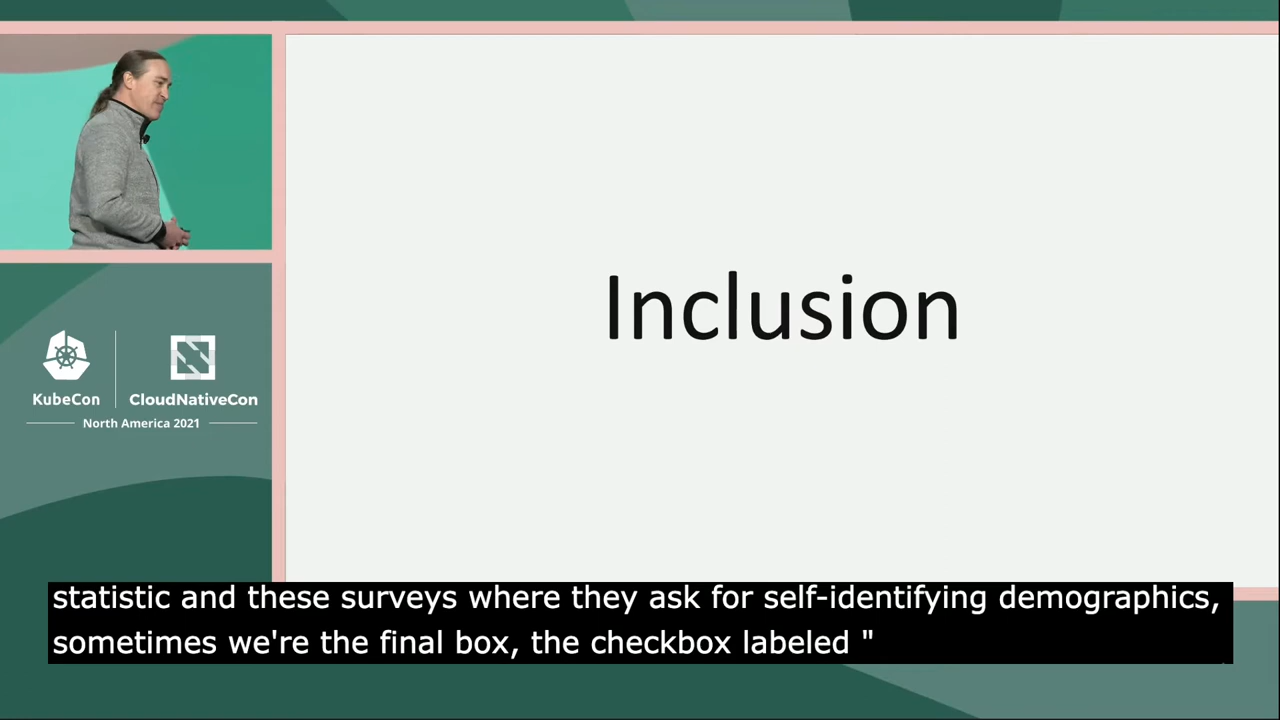 Inclusion
KubeCon
CloudNativeCon
North America 2021
statistic and these surveys where they ask for self-identifying demographics,
sometimes we're the final box, the checkbox labeled "